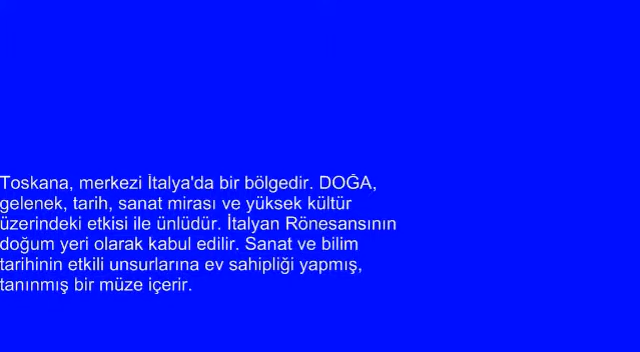 Toskana, merkezi İtalya'da bir bölgedir. DOĞA,
gelenek, tarih, sanat mirası ve yüksek kültür
üzerindeki etkisi ile ünlüdür. İtalyan Rönesansının
doğum yeri olarak kabul edilir. Sanat ve bilim
tarihinin etkili unsurlarına ev sahipliği yapmış,
tanınmış bir müze içerir.